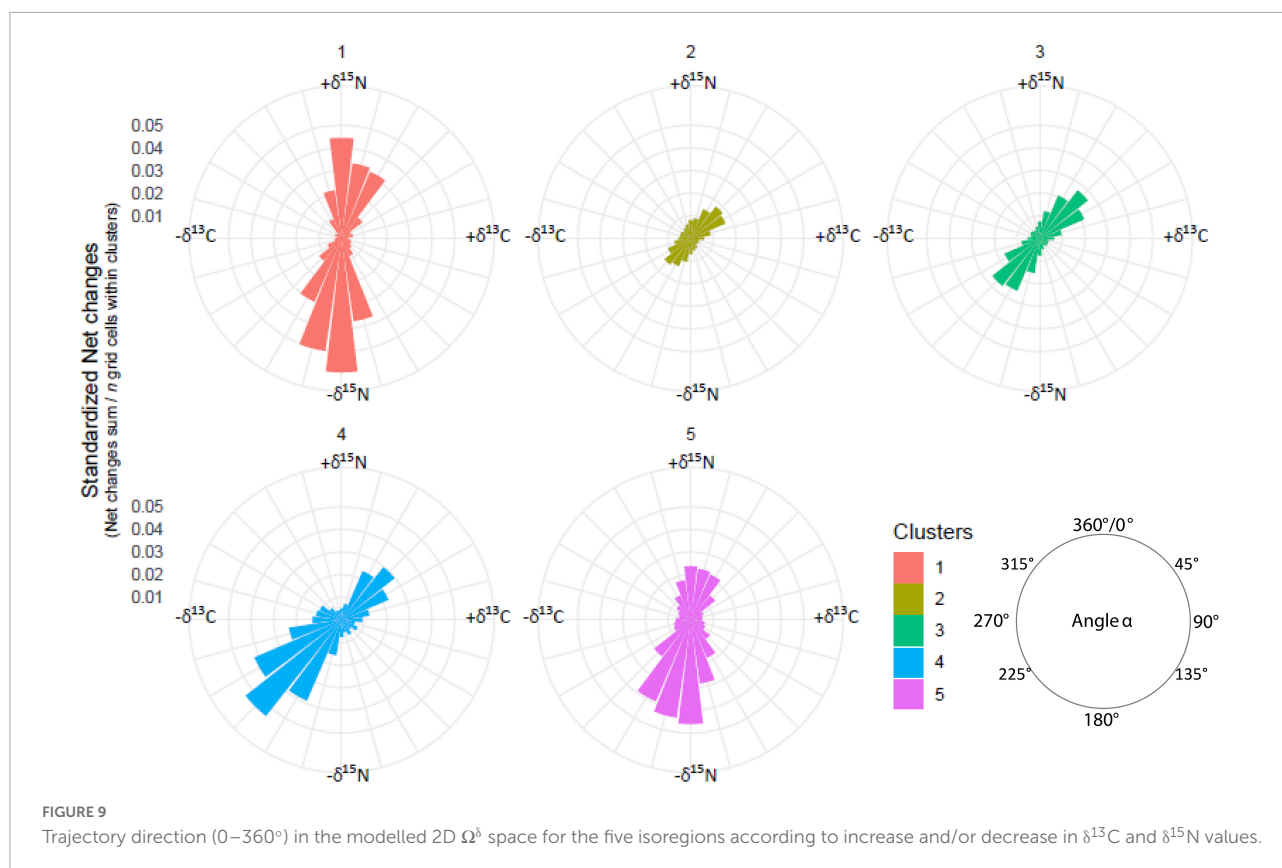 1
2
3
+δ¹⁵N
+δ¹⁵N
+δ¹⁵N
0.05
0.04
0.03
0.02
0.01
-δ¹³C
+δ¹³C
-δ¹³C
+δ¹³C
-δ¹³C
+δ¹³C
-δ¹⁵N
-δ¹⁵N
-δ¹⁵N
Standardized Net changes
(Net changes sum / n grid cells within clusters)
4
5
+δ¹⁵N
+δ¹⁵N
0.05
0.04
0.03
0.02
0.01
-δ¹³C
+δ¹³C
-δ¹³C
+δ¹³C
-δ¹⁵N
-δ¹⁵N
Clusters
1
2
3
4
5
360°/0°
315°
45°
270°
Angle α
90°
225°
135°
180°
FIGURE 9
Trajectory direction (0–360°) in the modelled 2D Ω^δ space for the five isoregions according to increase and/or decrease in δ¹³C and δ¹⁵N values.